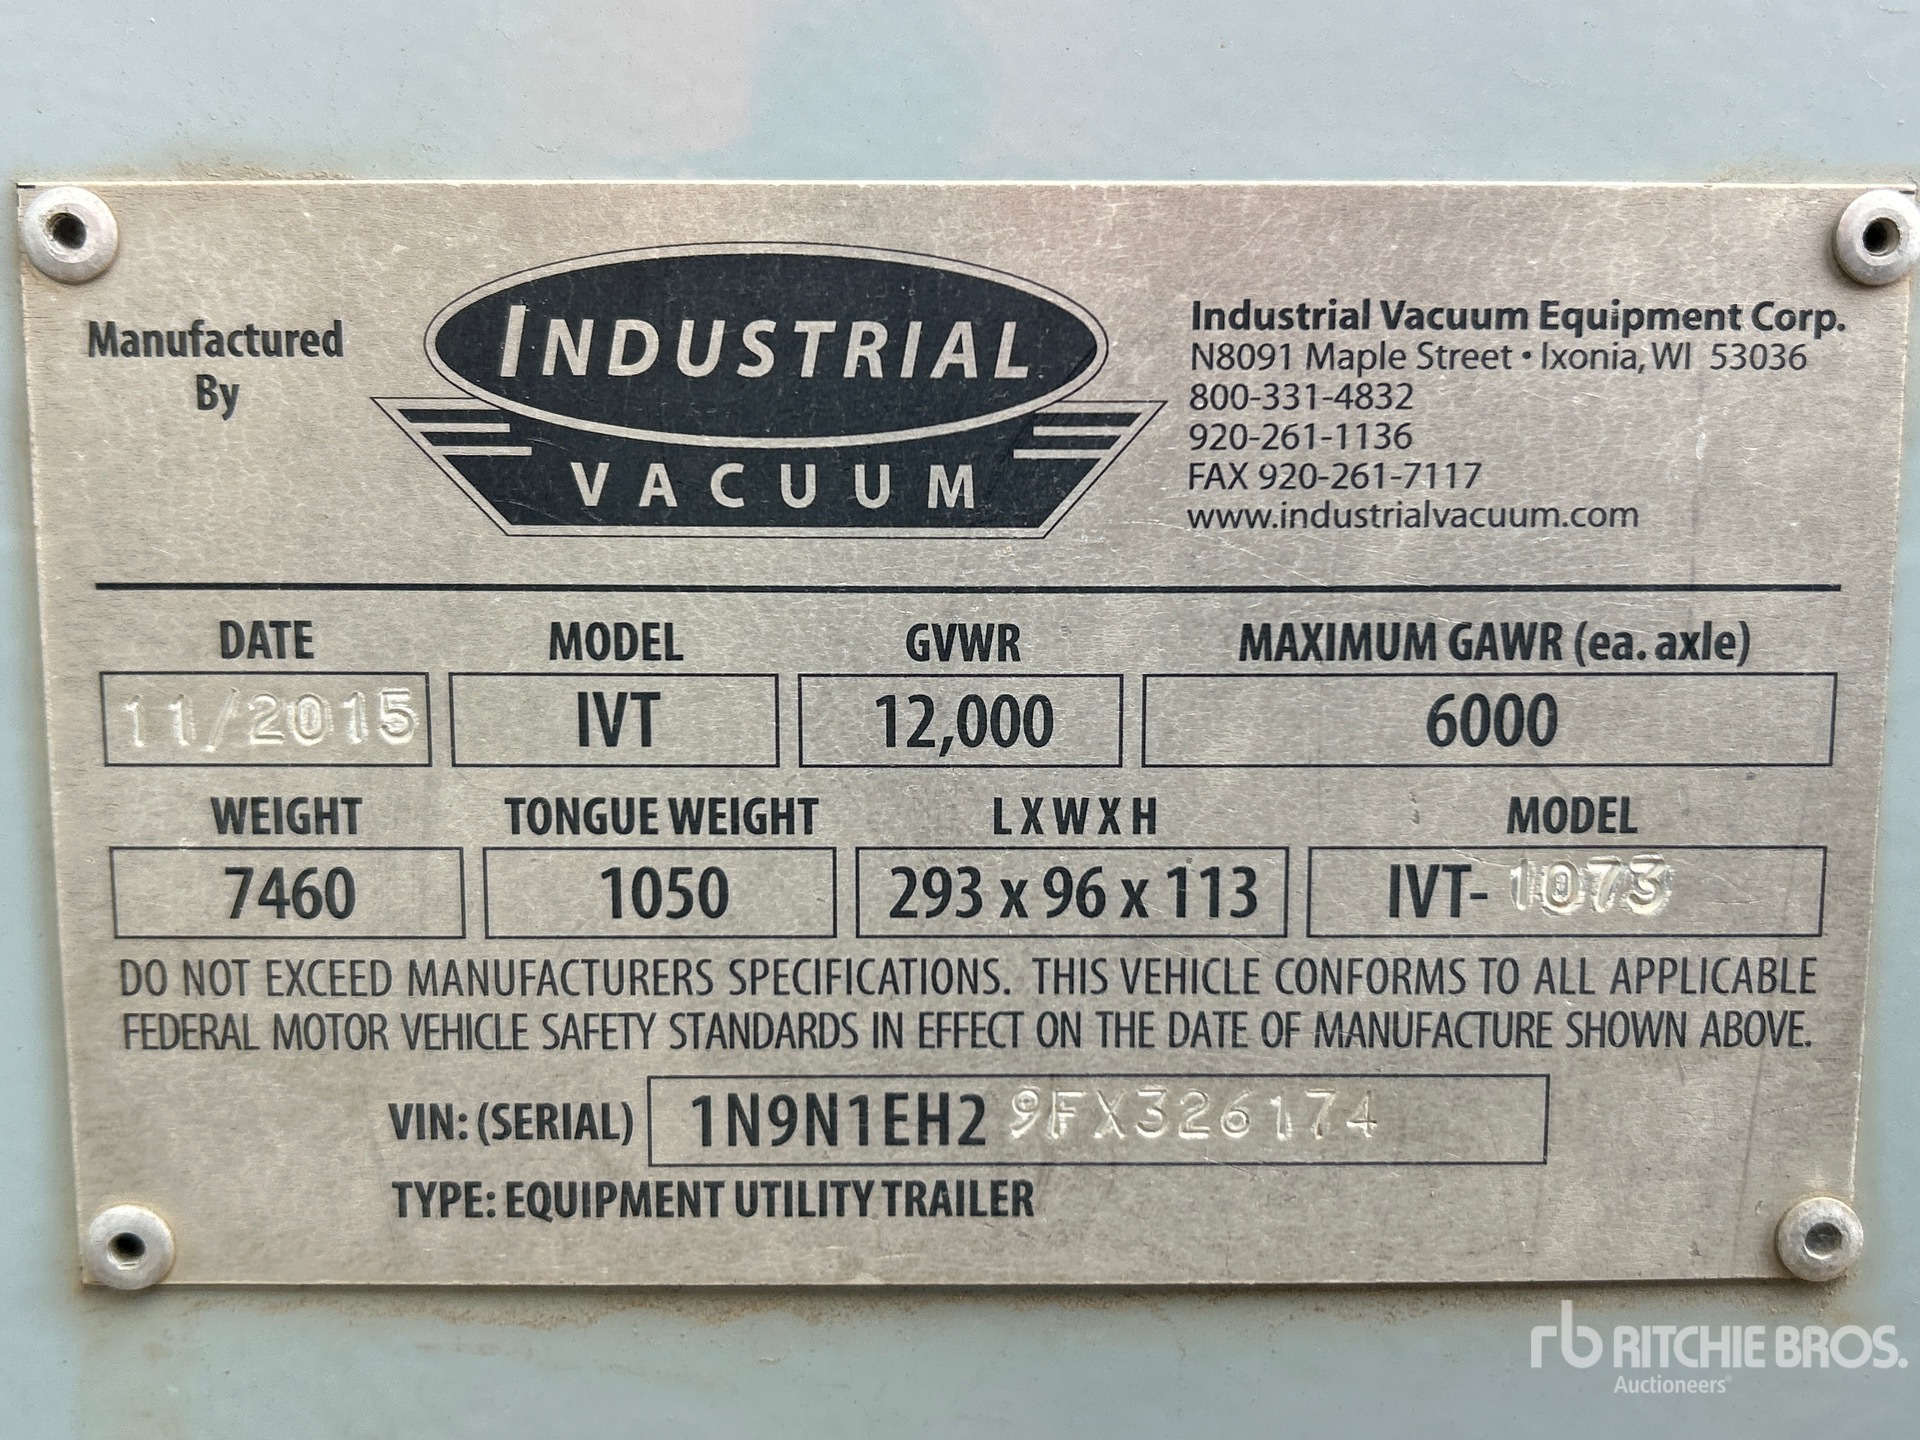 Manufactured
By
INDUSTRIAL
VACUUM
Industrial Vacuum Equipment Corp.
N8091 Maple Street • Ixonia, WI 53036
800-331-4832
920-261-1136
FAX 920-261-7117
www.industrialvacuum.com
DATE MODEL GVWR MAXIMUM GAWR (ea. axle)
11/2015 IVT 12,000 6000
WEIGHT TONGUE WEIGHT L X W X H MODEL
7460 1050 293 x 96 x 113 IVT- 1073
DO NOT EXCEED MANUFACTURERS SPECIFICATIONS. THIS VEHICLE CONFORMS TO ALL APPLICABLE
FEDERAL MOTOR VEHICLE SAFETY STANDARDS IN EFFECT ON THE DATE OF MANUFACTURE SHOWN ABOVE.
VIN: (SERIAL) 1N9N1EH2 9FX326174
TYPE: EQUIPMENT UTILITY TRAILER
rb RITCHIE BROS.
Auctioneers